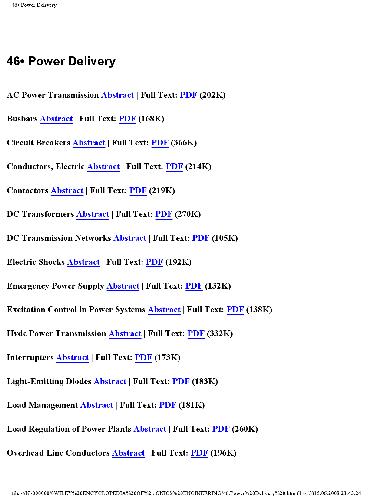 46• Power Delivery
46• Power Delivery
AC Power Transmission Abstract | Full Text: PDF (202K)
Busbars Abstract Full Text: PDF (168K)
Circuit Breakers Abstract | Full Text: PDF (366K)
Conductors, Electric Abstract Full Text: PDF (214K)
Contactors Abstract | Full Text: PDF (219K)
DC Transformers Abstract | Full Text: PDF (270K)
DC Transmission Networks Abstract | Full Text: PDF (105K)
Electric Shocks Abstract Full Text: PDF (192K)
Emergency Power Supply Abstract | Full Text: PDF (132K)
Excitation Control in Power Systems Abstract | Full Text: PDF (138K)
Hvdc Power Transmission Abstract | Full Text: PDF (332K)
Interrupters Abstract | Full Text: PDF (173K)
Light-Emitting Diodes Abstract | Full Text: PDF (183K)
Load Management Abstract | Full Text: PDF (181K)
Load Regulation of Power Plants Abstract | Full Text: PDF (260K)
Overhead Line Conductors Abstract Full Text: PDF (196K)